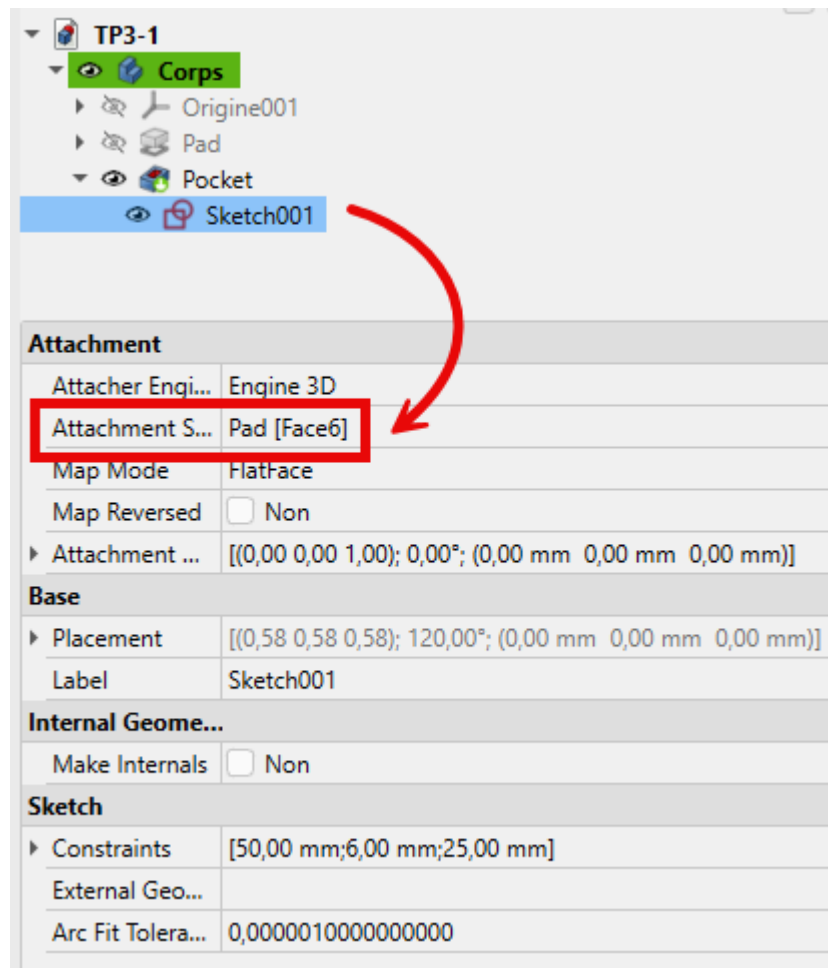 TP3-1
Corps
Origine001
Pad
Pocket
Sketch001
Attachment
Attacher Engi... Engine 3D
Attachment S... Pad [Face6]
Map Mode FlatFace
Map Reversed Non
Attachment ... [(0,00 0,00 1,00); 0,00°; (0,00 mm 0,00 mm 0,00 mm)]
Base
Placement [(0,58 0,58 0,58); 120,00°; (0,00 mm 0,00 mm 0,00 mm)]
Label Sketch001
Internal Geome...
Make Internals Non
Sketch
Constraints [50,00 mm;6,00 mm;25,00 mm]
External Geo...
Arc Fit Tolera... 0,0000010000000000